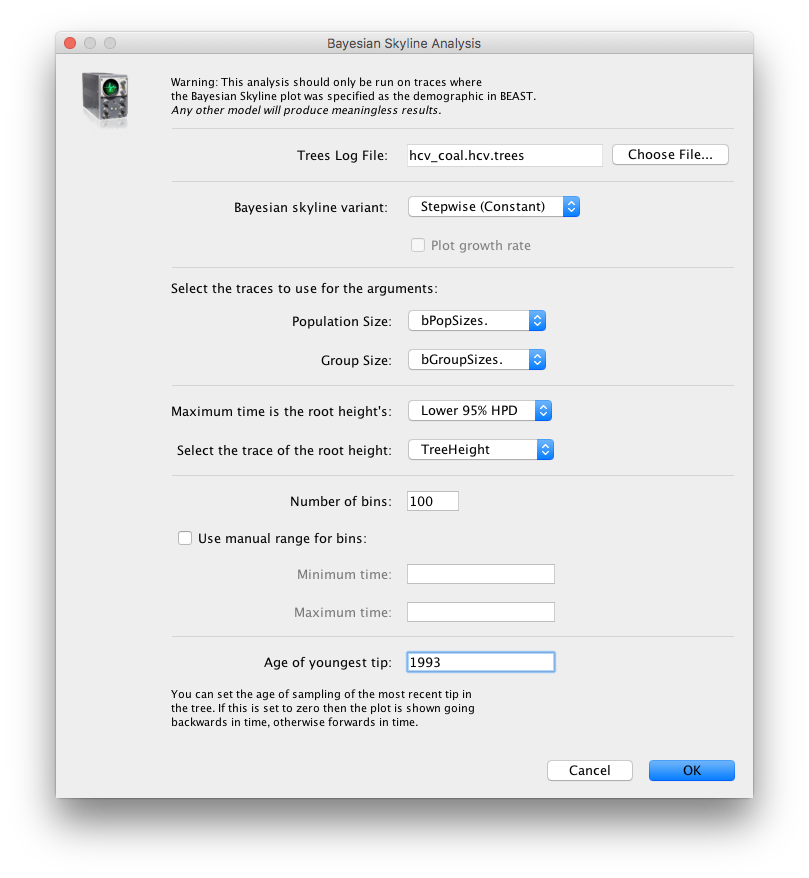 Bayesian Skyline Analysis
Warning: This analysis should only be run on traces where
the Bayesian Skyline plot was specified as the demographic in BEAST.
Any other model will produce meaningless results.
Trees Log File: hcv_coal.hcv.trees Choose File...
Bayesian skyline variant: Stepwise (Constant)
Plot growth rate
Select the traces to use for the arguments:
Population Size: bPopSizes.
Group Size: bGroupSizes.
Maximum time is the root height's: Lower 95% HPD
Select the trace of the root height: TreeHeight
Number of bins: 100
Use manual range for bins:
Minimum time:
Maximum time:
Age of youngest tip: 1993
You can set the age of sampling of the most recent tip in
the tree. If this is set to zero then the plot is shown going
backwards in time, otherwise forwards in time.
Cancel OK